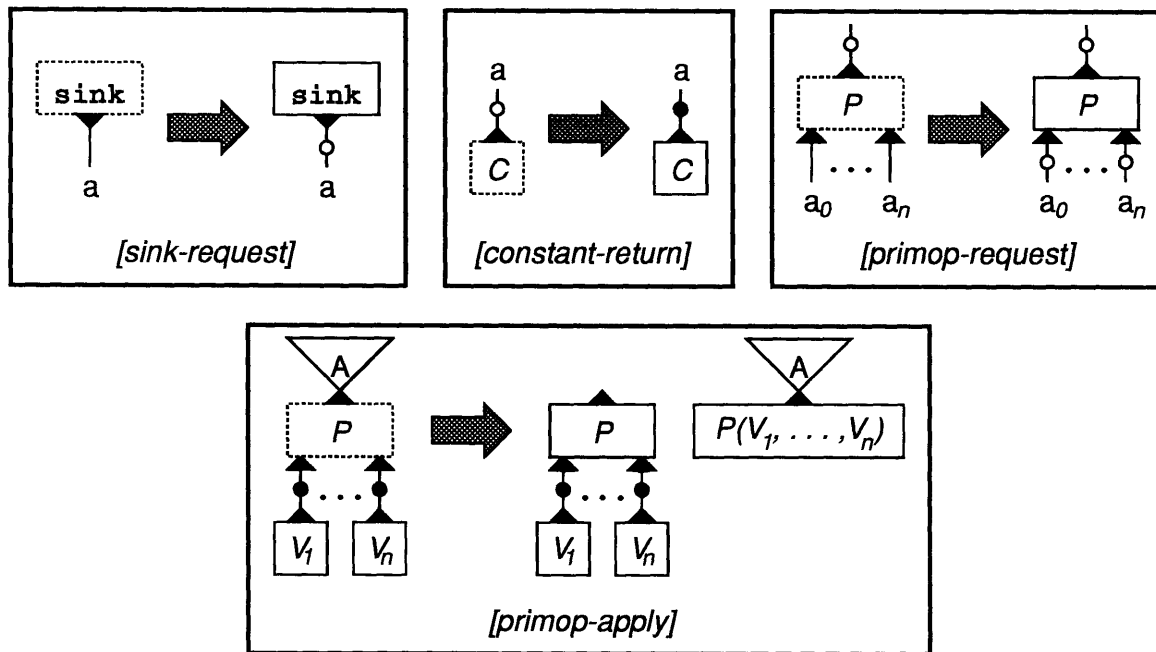 sink
sink
a
a
[sink-request]
a
a
C
C
[constant-return]
P
P
. . .
. . .
a0 an
a0 an
[primop-request]
A
A
P
P
P(V1, . . . ,Vn)
. . .
. . .
V1 Vn
V1 Vn
[primop-apply]